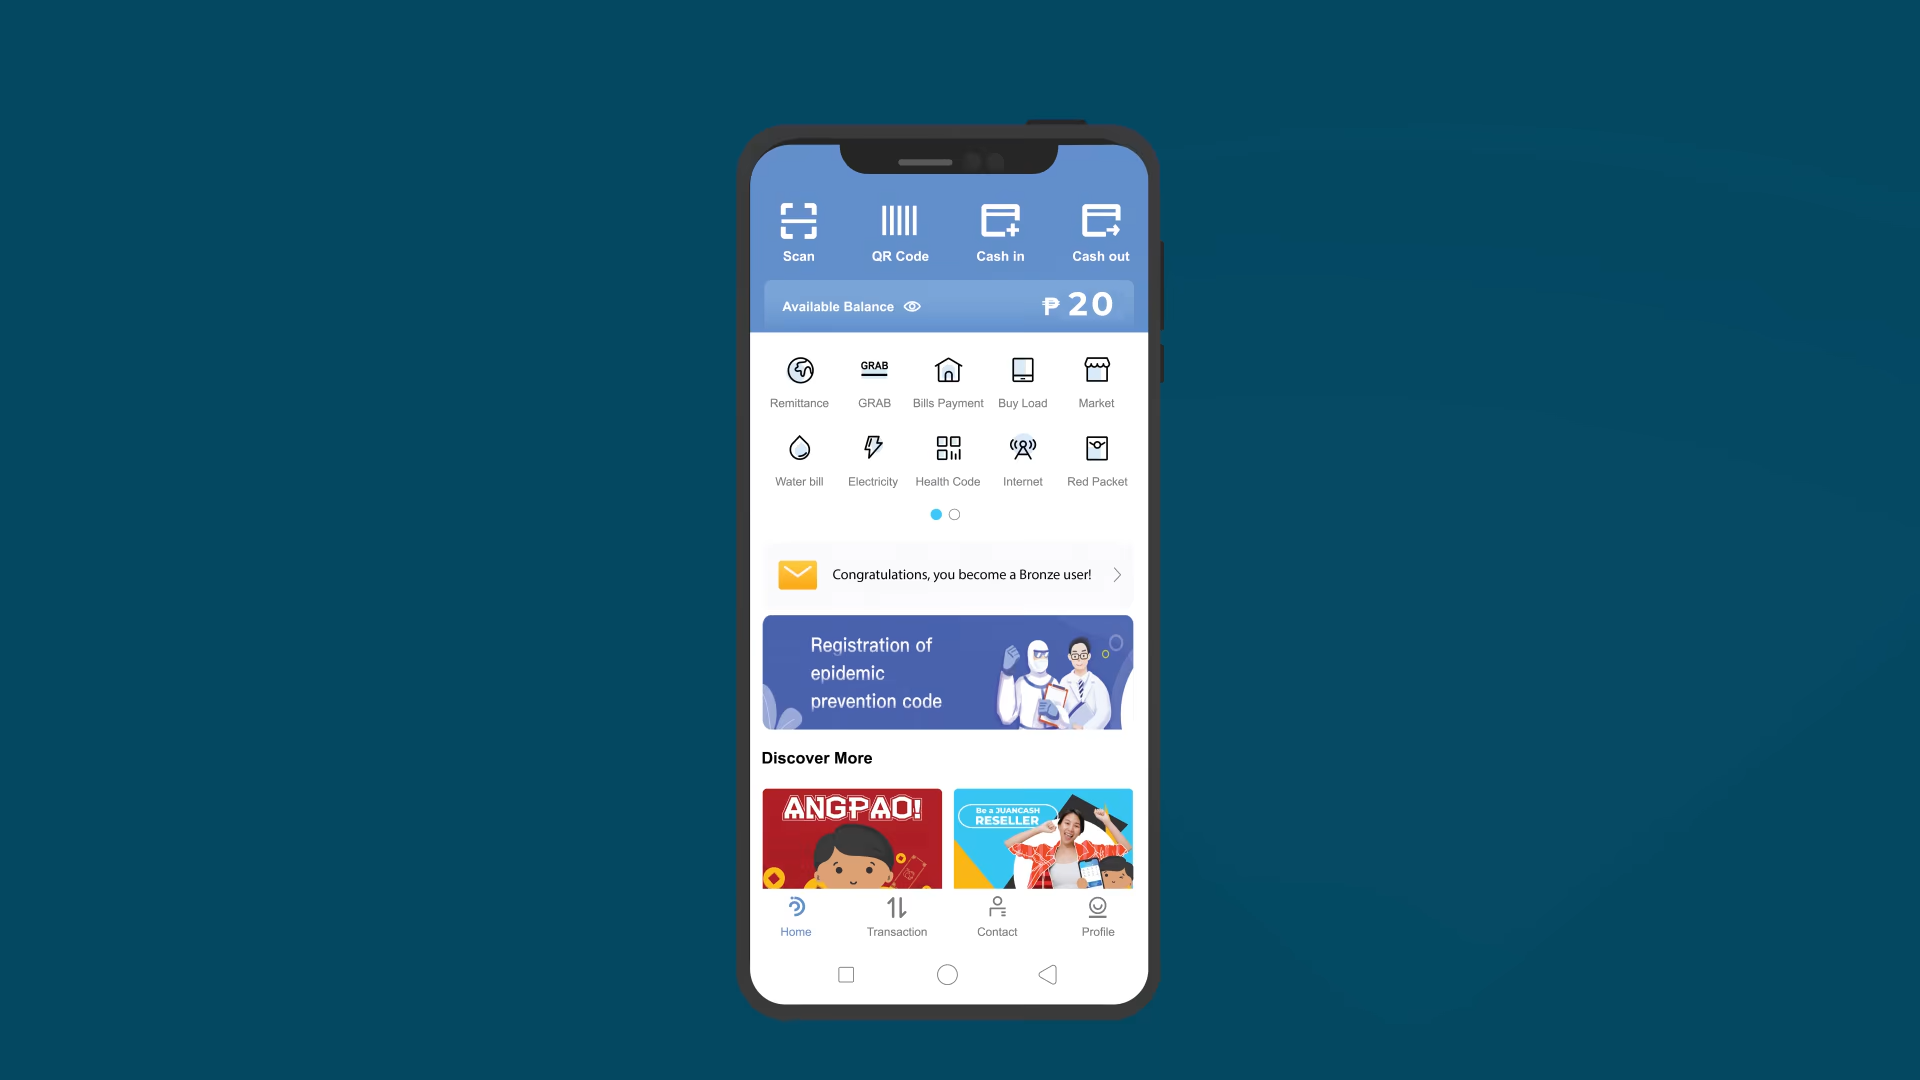 Scan QR Code Cash in Cash out
Available Balance ₱ 20
GRAB
Remittance GRAB Bills Payment Buy Load Market
Water bill Electricity Health Code Internet Red Packet
Congratulations, you become a Bronze user!
Registration of
epidemic
prevention code
Discover More
ANGPAO!
Be a JUANCASH
RESELLER
Home Transaction Contact Profile